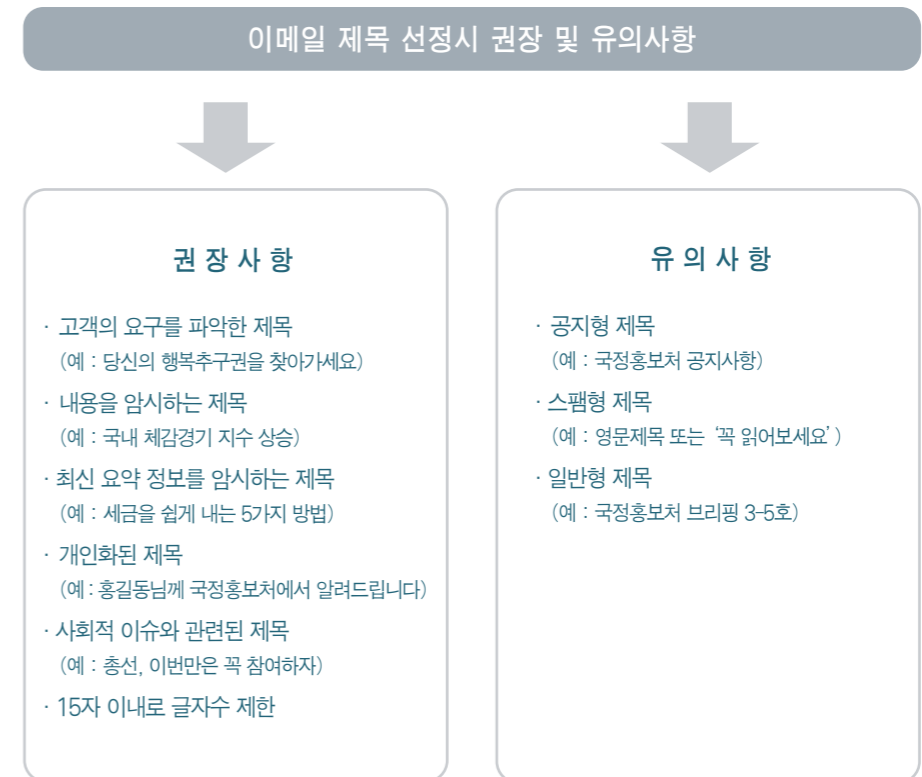 이메일 제목 선정시 권장 및 유의사항
권 장 사 항
· 고객의 요구를 파악한 제목
(예 : 당신의 행복추구권을 찾아가세요)
· 내용을 암시하는 제목
(예 : 국내 체감경기 지수 상승)
· 최신 요약 정보를 암시하는 제목
(예 : 세금을 쉽게 내는 5가지 방법)
· 개인화된 제목
(예 : 홍길동님께 국정홍보처에서 알려드립니다)
· 사회적 이슈와 관련된 제목
(예 : 총선, 이번만은 꼭 참여하자)
· 15자 이내로 글자수 제한
유 의 사 항
· 공지형 제목
(예 : 국정홍보처 공지사항)
· 스팸형 제목
(예 : 영문제목 또는 ‘꼭 읽어보세요’)
· 일반형 제목
(예 : 국정홍보처 브리핑 3-5호)